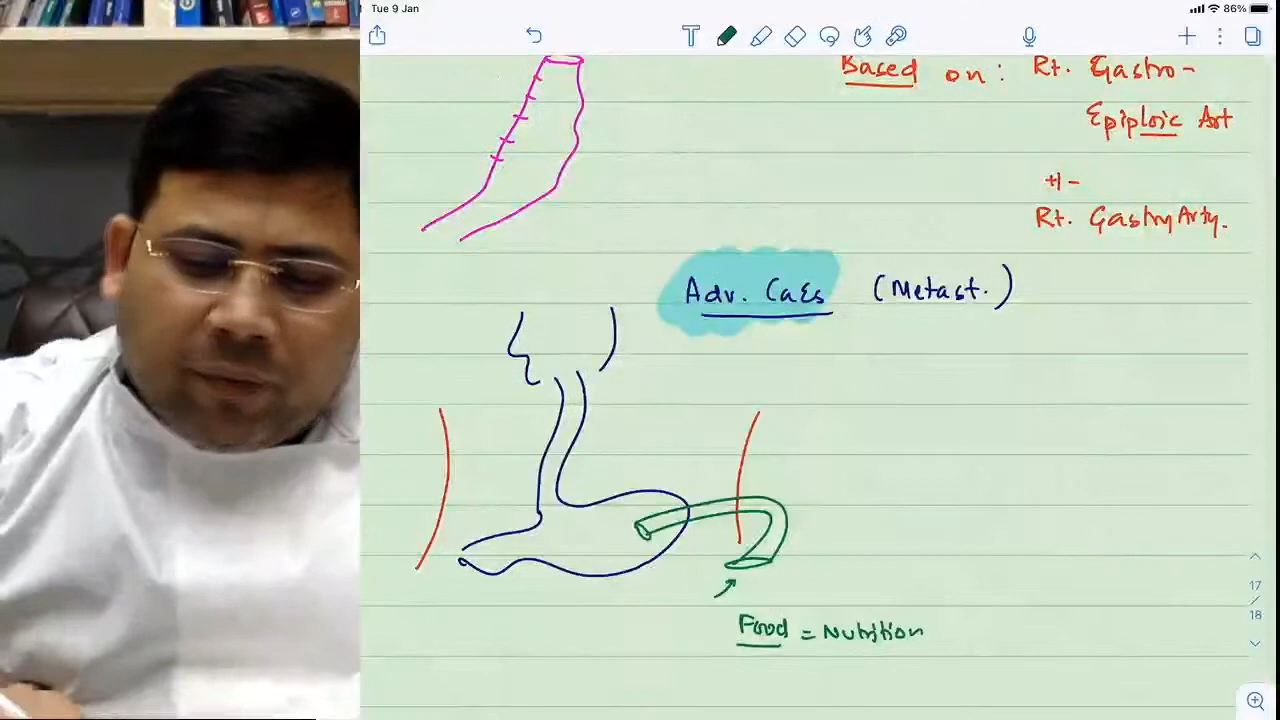 Tue 9 Jan
86%
Based on: Rt. Gastro-
Epiploic Art
+/-
Rt. Gastry Arty.
Adv. CaEs (Metast.)
Food = Nutrition
17
/
18